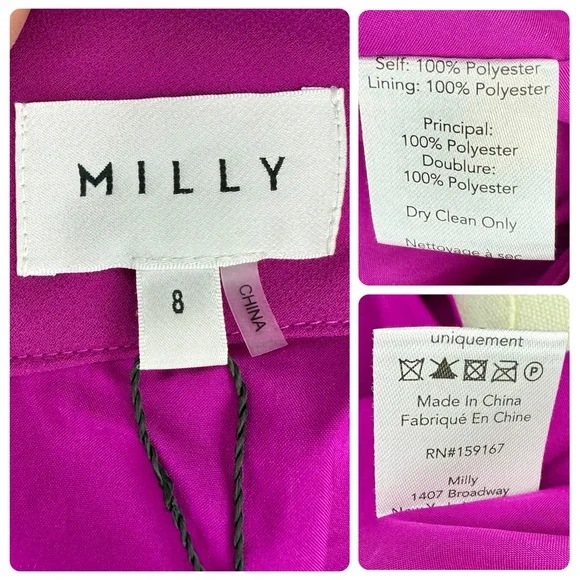 MILLY
8
CHINA
Self: 100% Polyester
Lining: 100% Polyester
Principal:
100% Polyester
Doublure:
100% Polyester
Dry Clean Only
Nettoyage à sec
uniquement
P
Made In China
Fabriqué En Chine
RN#159167
Milly
1407 Broadway
New